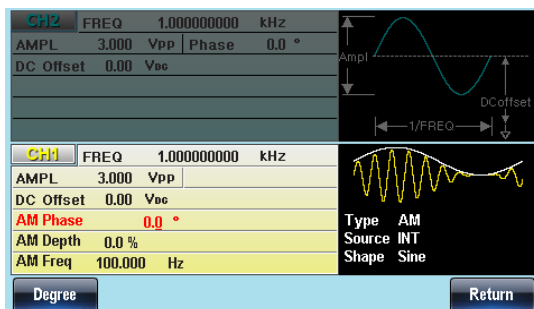 CH2 FREQ 1.000000000 kHz
AMPL 3.000 Vpp Phase 0.0 °
DC Offset 0.00 VDC
Ampl
DCoffset
1/FREQ
CH1 FREQ 1.000000000 kHz
AMPL 3.000 Vpp
DC Offset 0.00 VDC
AM Phase 0.0 °
AM Depth 0.0 %
AM Freq 100.000 Hz
Type AM
Source INT
Shape Sine
Degree Return